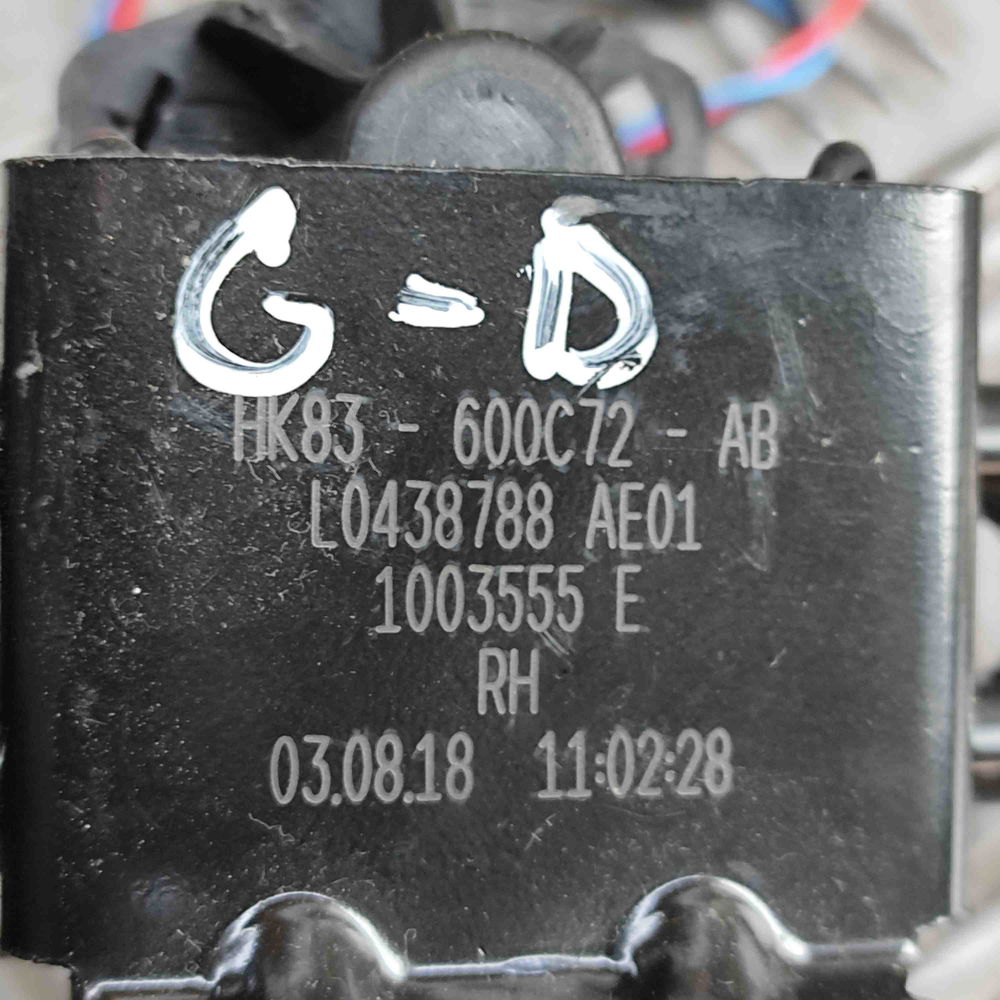 G - D
HK83 - 600C72 - AB
L0438788 AE01
1003555 E
RH
03.08.18 11:02:28